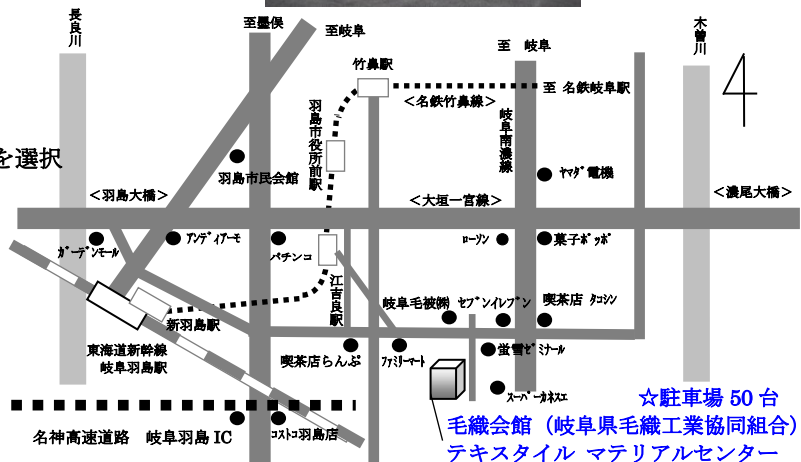 長良川
至墨俣
至岐阜
至 岐阜
木曽川
竹鼻駅
至 名鉄岐阜駅
＜名鉄竹鼻線＞
羽島市役所前駅
岐阜南濃線
を選択
羽島市民会館
ﾔﾏﾀﾞ電機
＜羽島大橋＞
＜大垣一宮線＞
＜濃尾大橋＞
ｶﾞｰﾃﾞﾝﾓｰﾙ
ｱﾝﾃﾞｨｱｰﾓ
パチンコ
ﾛｰｿﾝ
菓子ﾎﾟｯﾎﾟ
江吉良駅
岐阜毛被㈱
ｾﾌﾞﾝｲﾚﾌﾞﾝ
喫茶店 ﾀｺｼﾝ
新羽島駅
東海道新幹線
岐阜羽島駅
喫茶店らんぷ
ﾌｧﾐﾘｰﾏｰﾄ
蛍雪ｾﾞﾐﾅｰﾙ
ｽｰﾊﾟｰｶﾈｽｴ
☆駐車場 50 台
名神高速道路 岐阜羽島 IC
ｺｽﾄｺ羽島店
毛織会館（岐阜県毛織工業協同組合）
テキスタイル マテリアルセンター